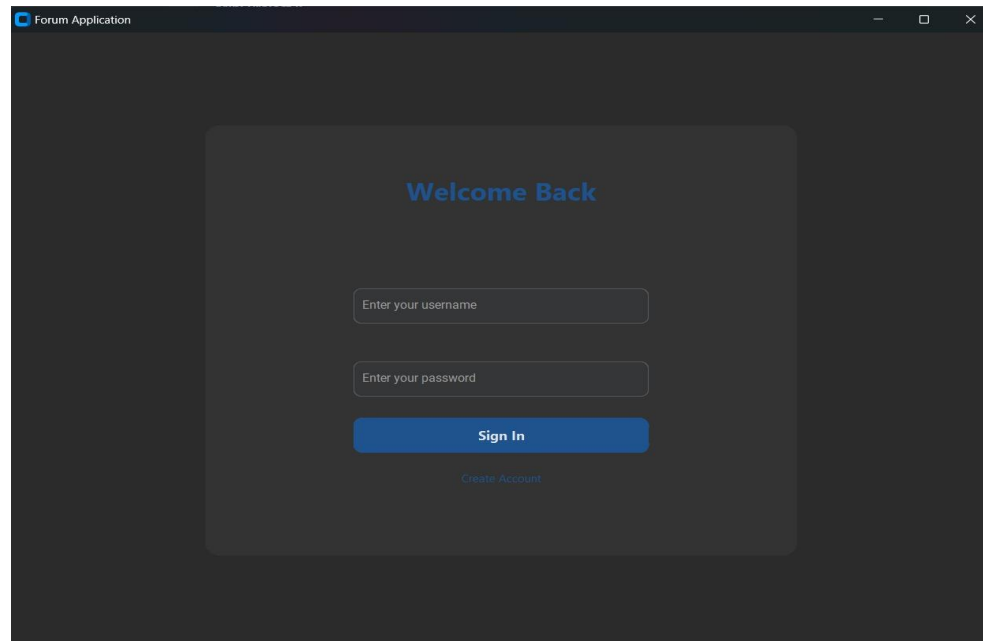 Forum Application
Welcome Back
Enter your username
Enter your password
Sign In
Create Account